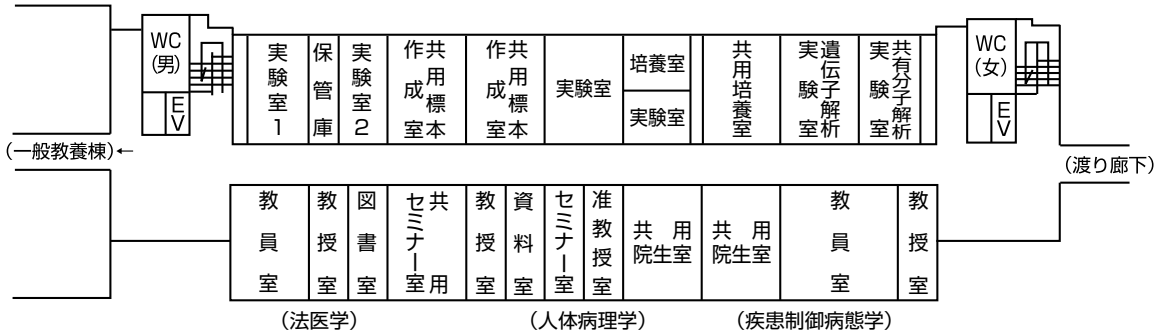 WC
(男)
EV
実験室1
保管庫
実験室2
共用標本
作成室
共用標本
作成室
実験室
培養室
実験室
共用培養室
遺伝子解析
実験室
共有分子解析
実験室
WC
(女)
EV
(一般教養棟)←
(渡り廊下)
教員室
教授室
図書室
共用
セミナー室
教授室
資料室
セミナー室
准教授室
共用
院生室
共用
院生室
教員室
教授室
(法医学)
(人体病理学)
(疾患制御病態学)